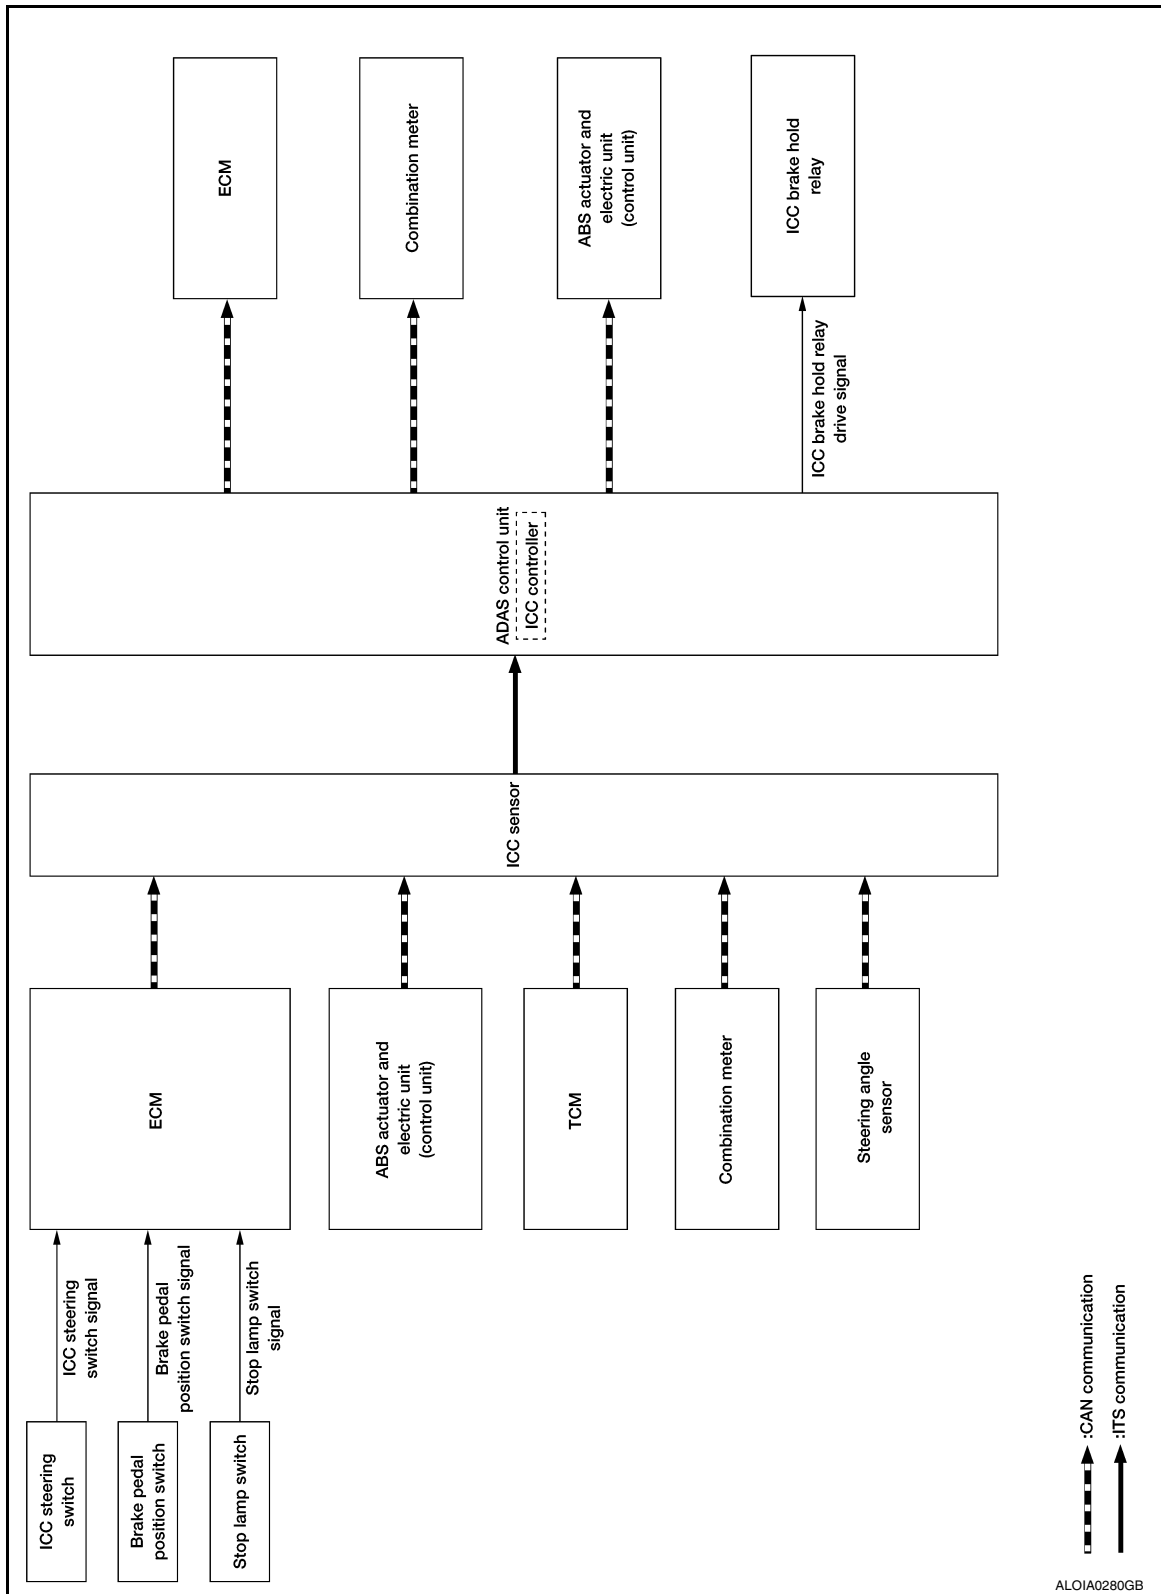 ICC steering
switch
Brake pedal
position switch
Stop lamp switch
ICC steering
switch signal
Brake pedal
position switch signal
Stop lamp switch
signal
ECM
ABS actuator and
electric unit
(control unit)
TCM
Combination meter
Steering angle
sensor
ICC sensor
ADAS control unit
ICC controller
ECM
Combination meter
ABS actuator and
electric unit
(control unit)
ICC brake hold relay
drive signal
ICC brake hold
relay
:CAN communication
:ITS communication
ALOIA0280GB